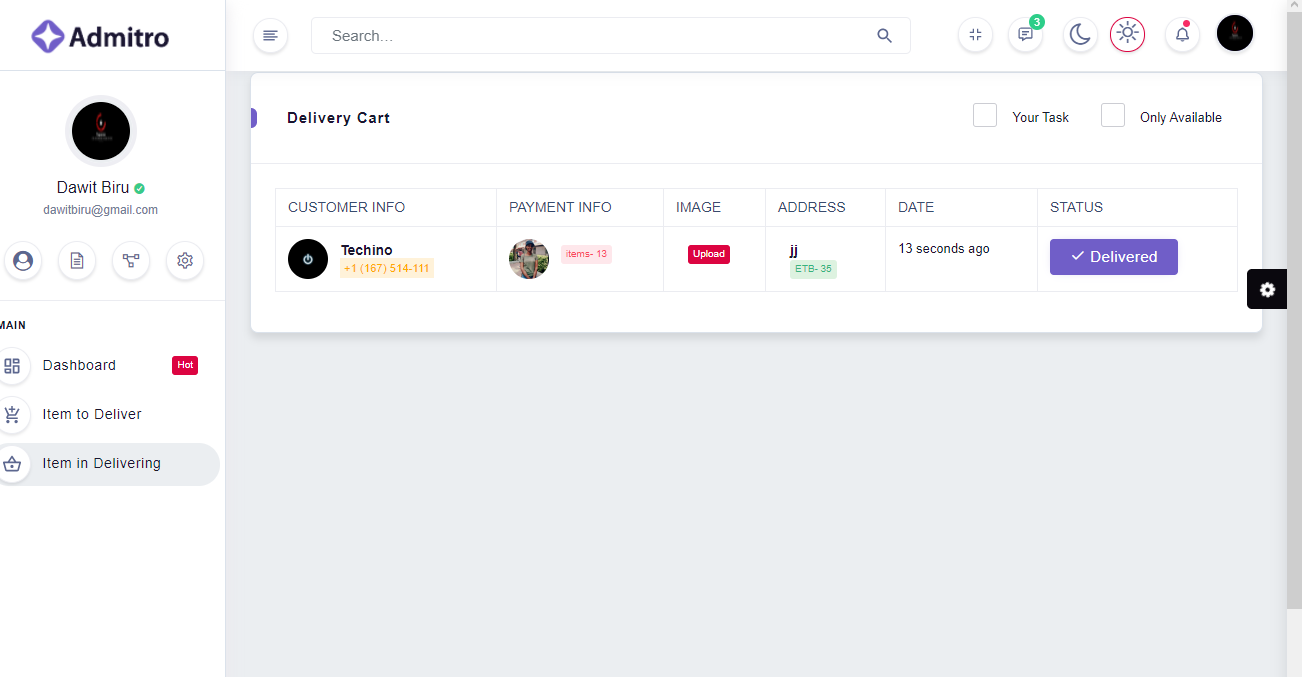 Admitro
Search...
3
Dawit Biru
dawitbiru@gmail.com
MAIN
Dashboard
Hot
Item to Deliver
Item in Delivering
Delivery Cart
Your Task
Only Available
CUSTOMER INFO
PAYMENT INFO
IMAGE
ADDRESS
DATE
STATUS
Techino
+1 (167) 514-111
items- 13
Upload
jj
ETB- 35
13 seconds ago
Delivered